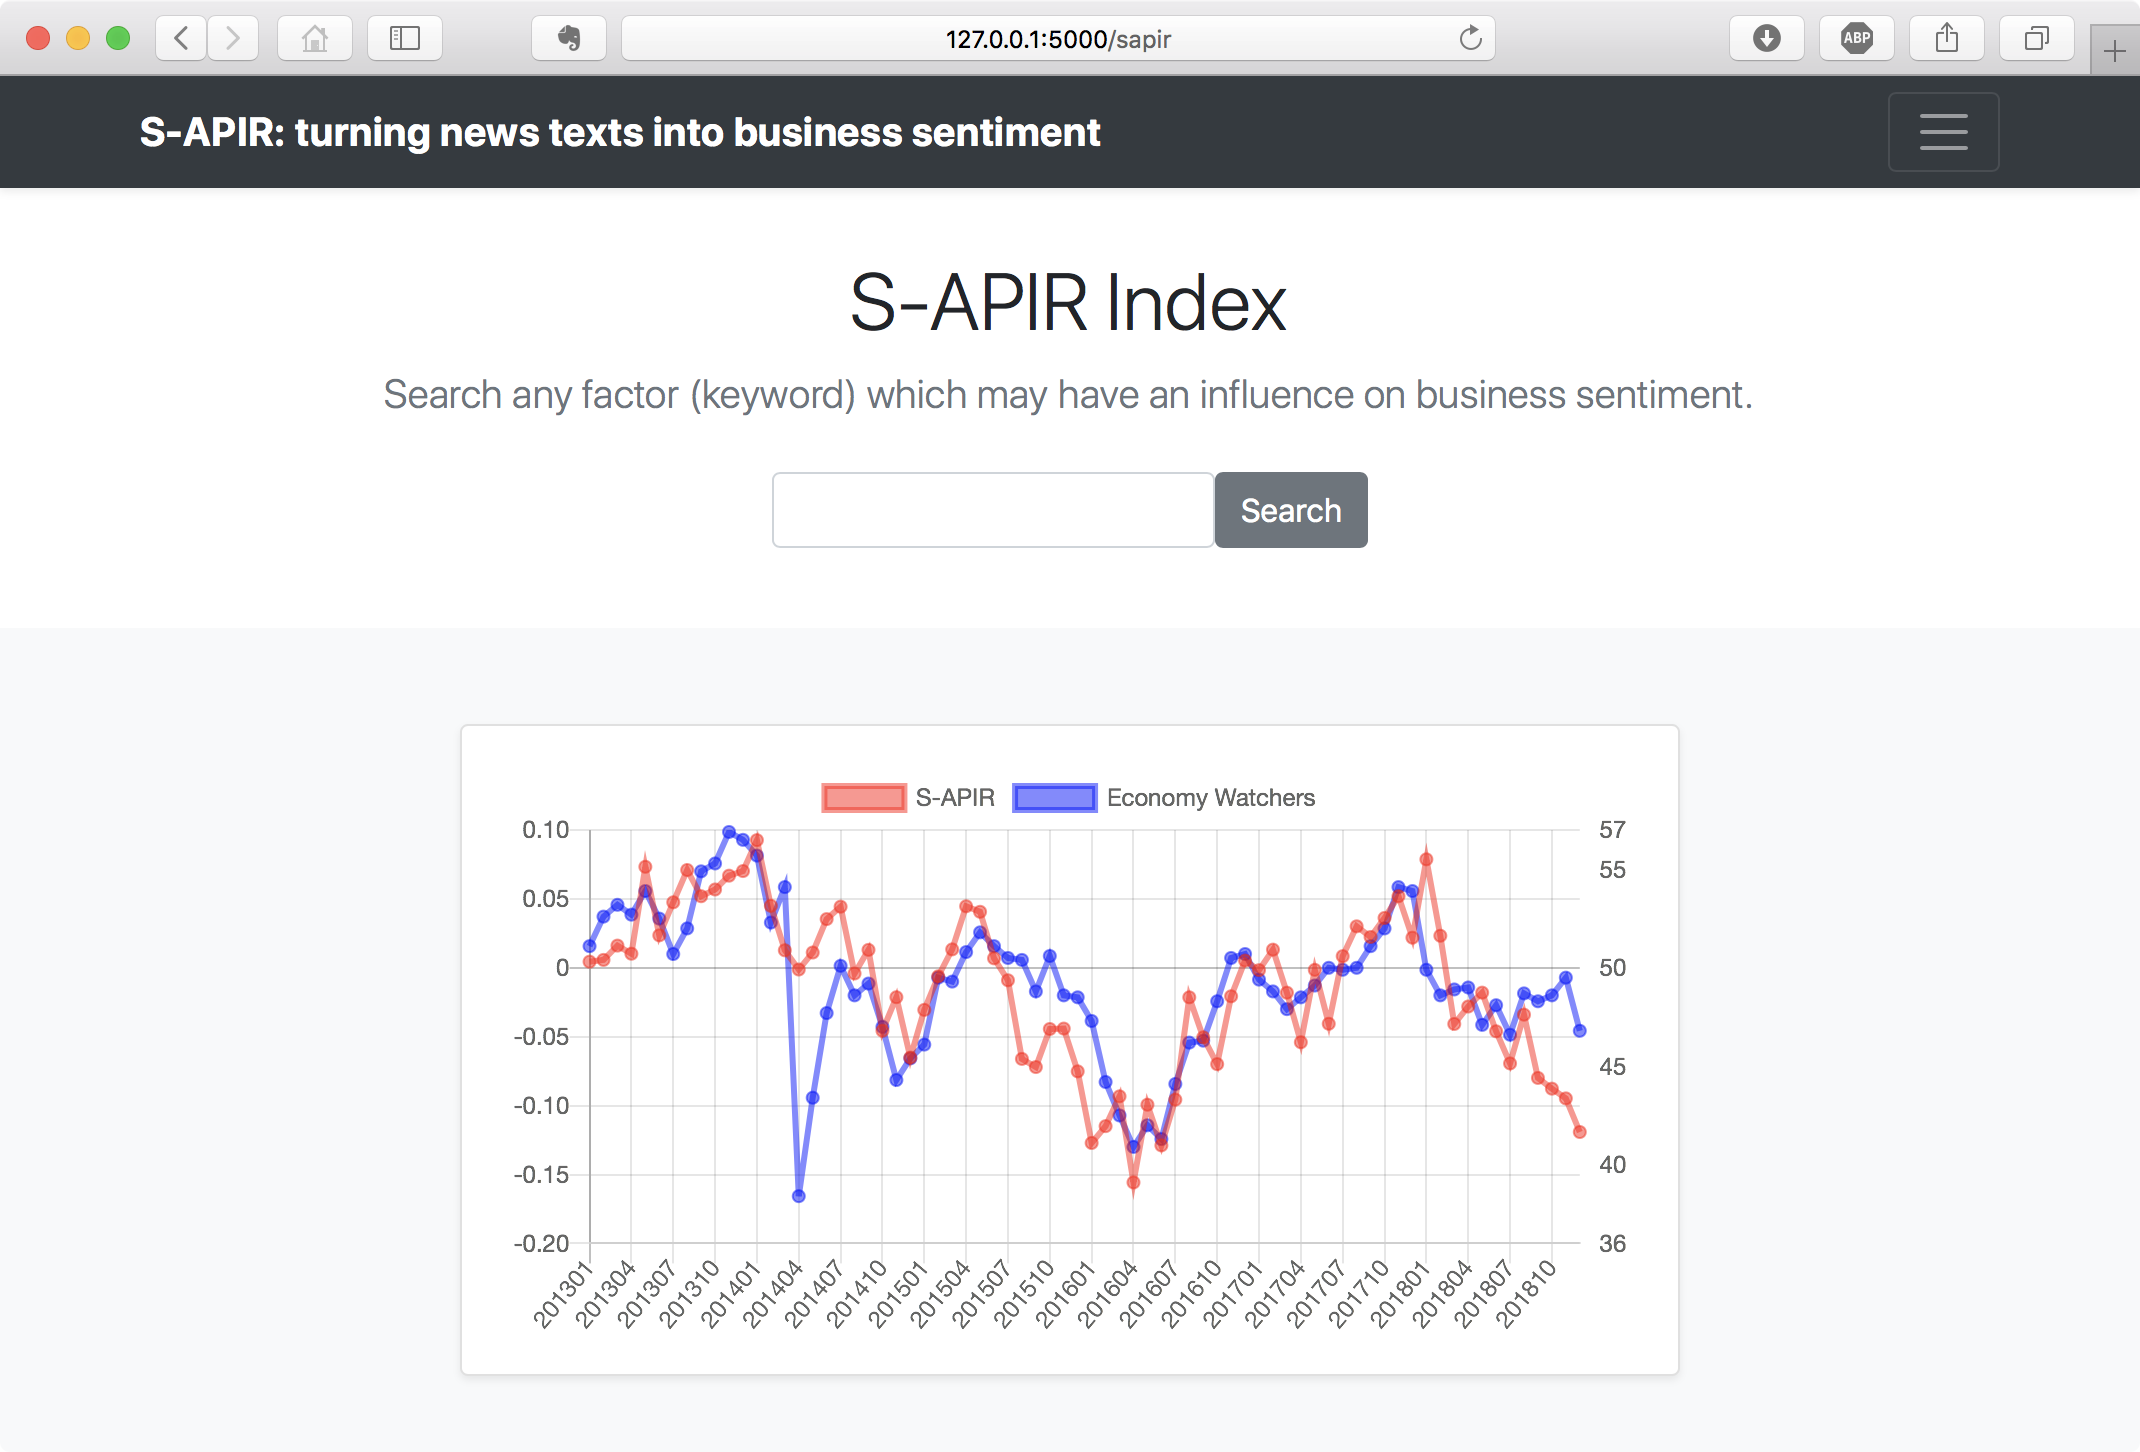 127.0.0.1:5000/sapir
ABP
S-APIR: turning news texts into business sentiment
S-APIR Index
Search any factor (keyword) which may have an influence on business sentiment.
Search
S-APIR Economy Watchers
0.10 57
55
0.05
0 50
-0.05
45
-0.10
40
-0.15
-0.20 36
201301 201304 201307 201310 201401 201404 201407 201410 201501 201504 201507 201510 201601 201604 201607 201610 201701 201704 201707 201710 201801 201804 201807 201810